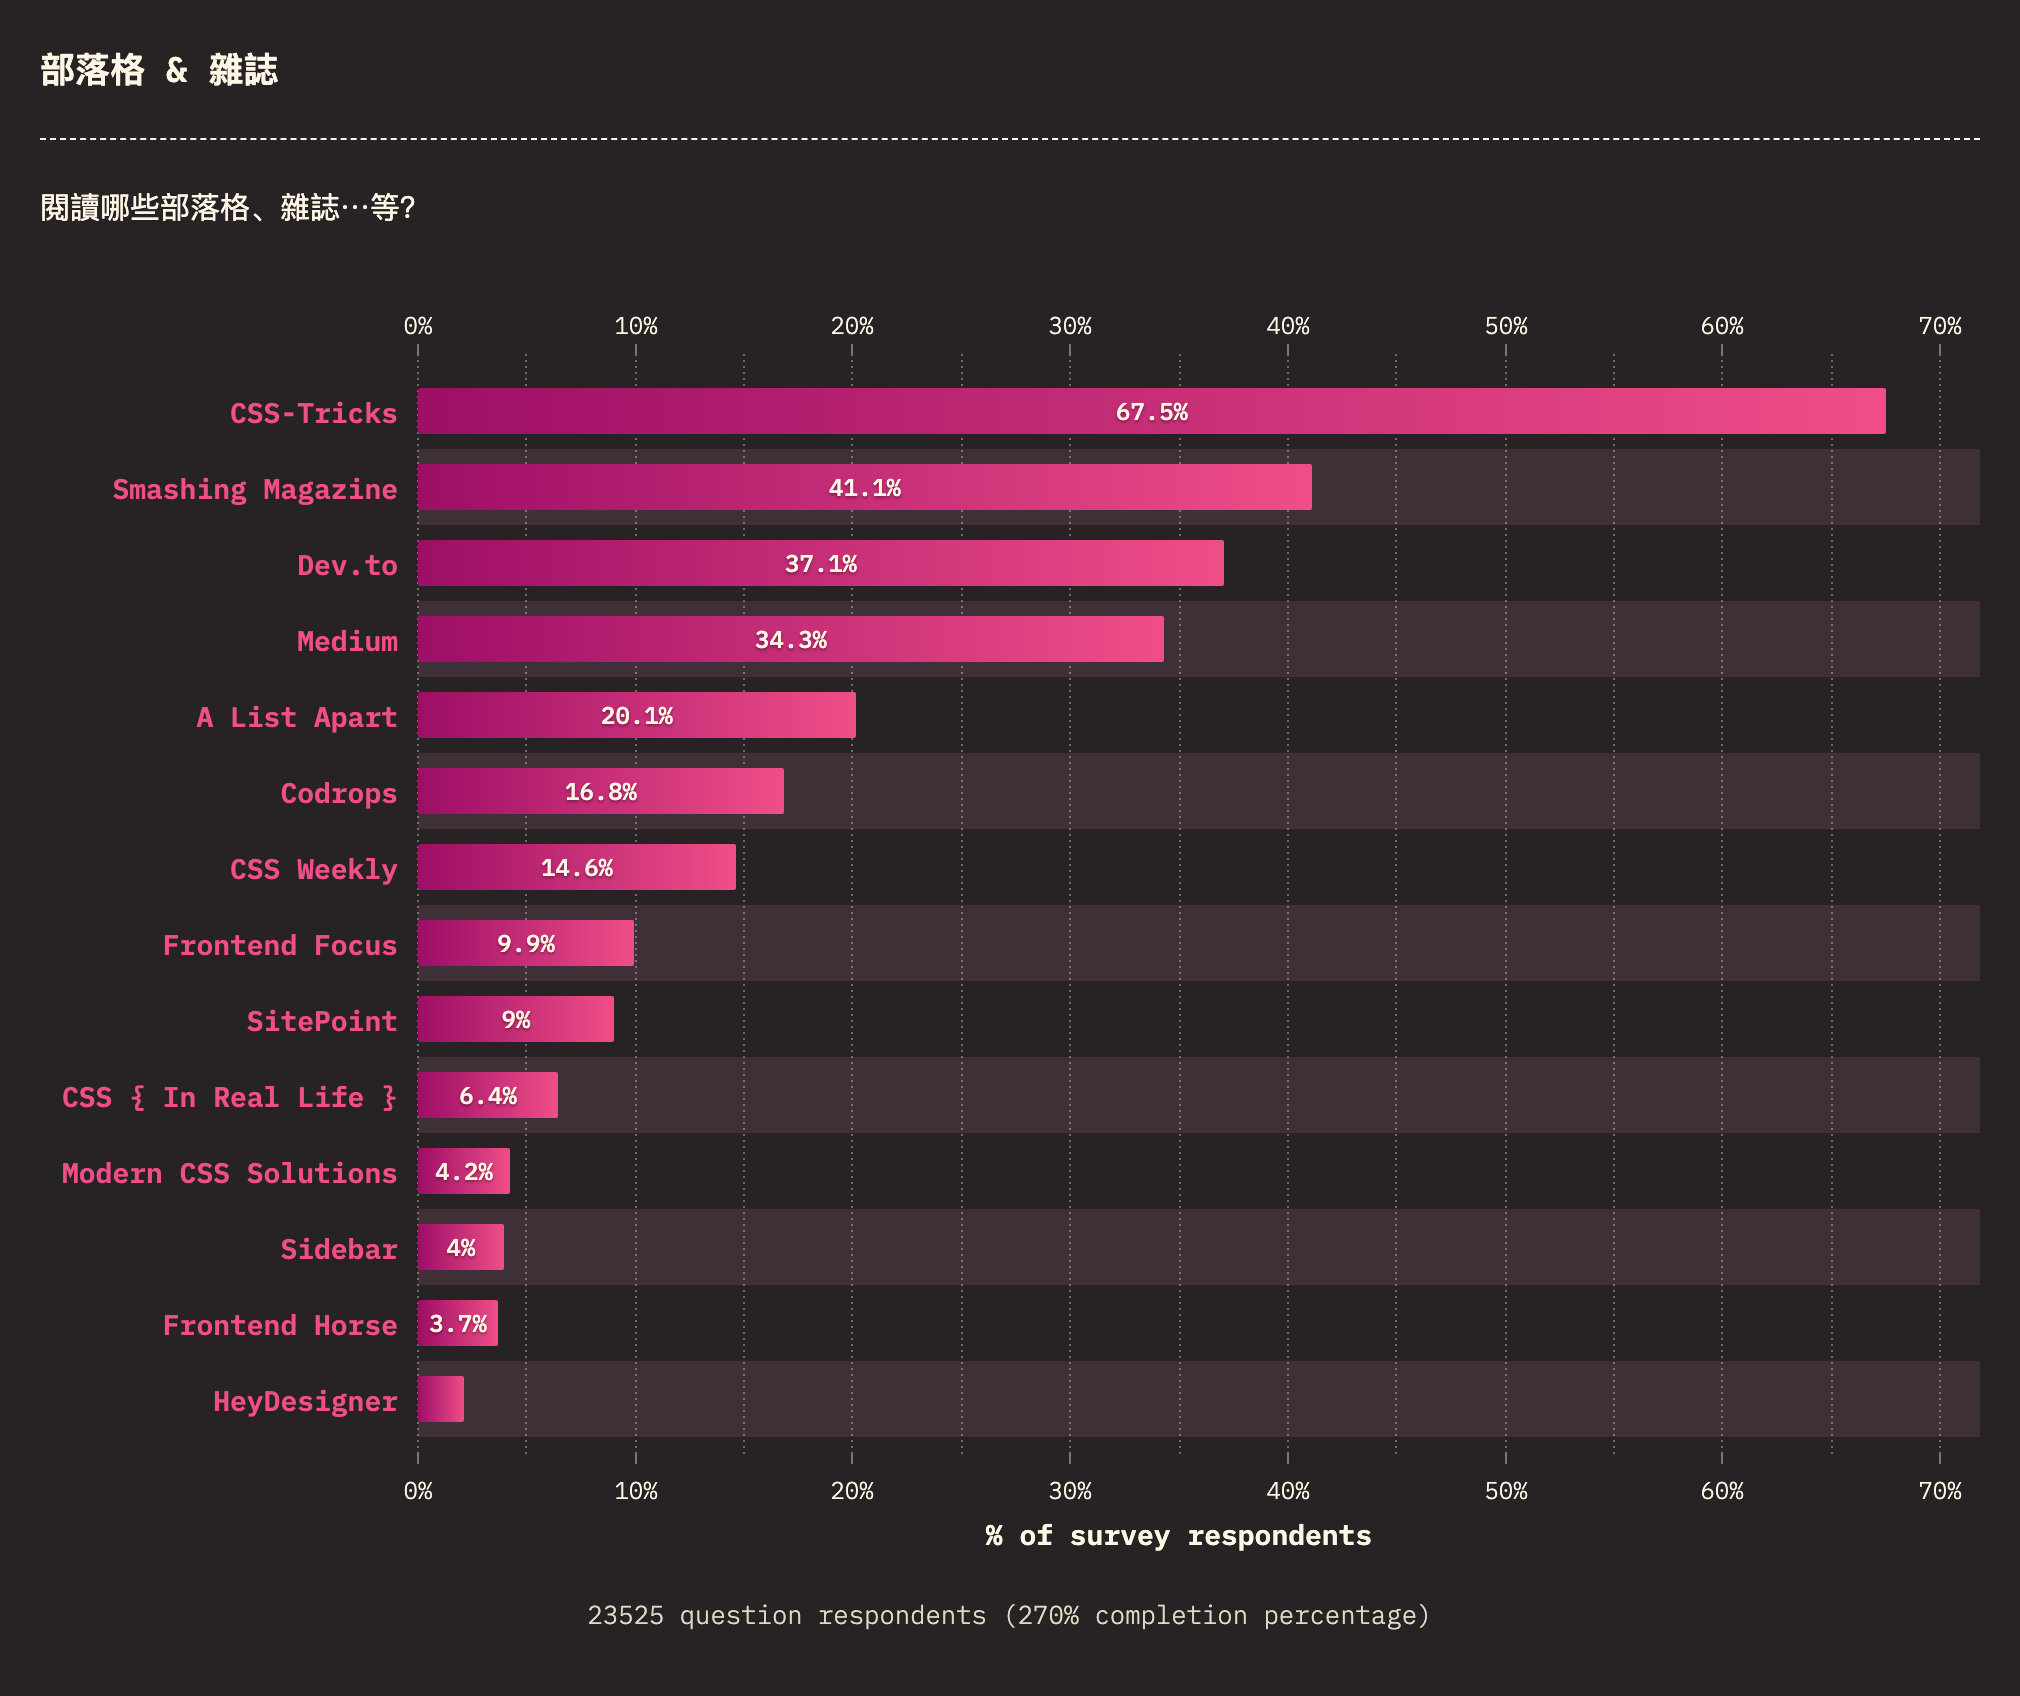 部落格 & 雜誌
閱讀哪些部落格、雜誌…等?
0% 10% 20% 30% 40% 50% 60% 70%
CSS-Tricks 67.5%
Smashing Magazine 41.1%
Dev.to 37.1%
Medium 34.3%
A List Apart 20.1%
Codrops 16.8%
CSS Weekly 14.6%
Frontend Focus 9.9%
SitePoint 9%
CSS { In Real Life } 6.4%
Modern CSS Solutions 4.2%
Sidebar 4%
Frontend Horse 3.7%
HeyDesigner
0% 10% 20% 30% 40% 50% 60% 70%
% of survey respondents
23525 question respondents (270% completion percentage)